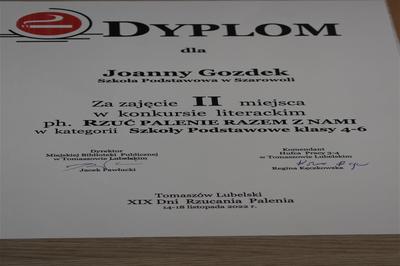 DYPLOM
dla
Joanny Gozdek
Szkoła Podstawowa w Szarowoli
Za zajęcie II miejsca
w konkursie literackim
ph. RZUĆ PALENIE RAZEM Z NAMI
w kategorii Szkoły Podstawowe klasy 4-6
Dyrektor
Miejskiej Biblioteki Publicznej
w Tomaszowie Lubelskim
Jacek Pawłucki
Komendant
Hufca Pracy 3-4
w Tomaszowie Lubelskim
Regina Kęczkowska
Tomaszów Lubelski
XIX Dni Rzucania Palenia
14-18 listopada 2022 r.